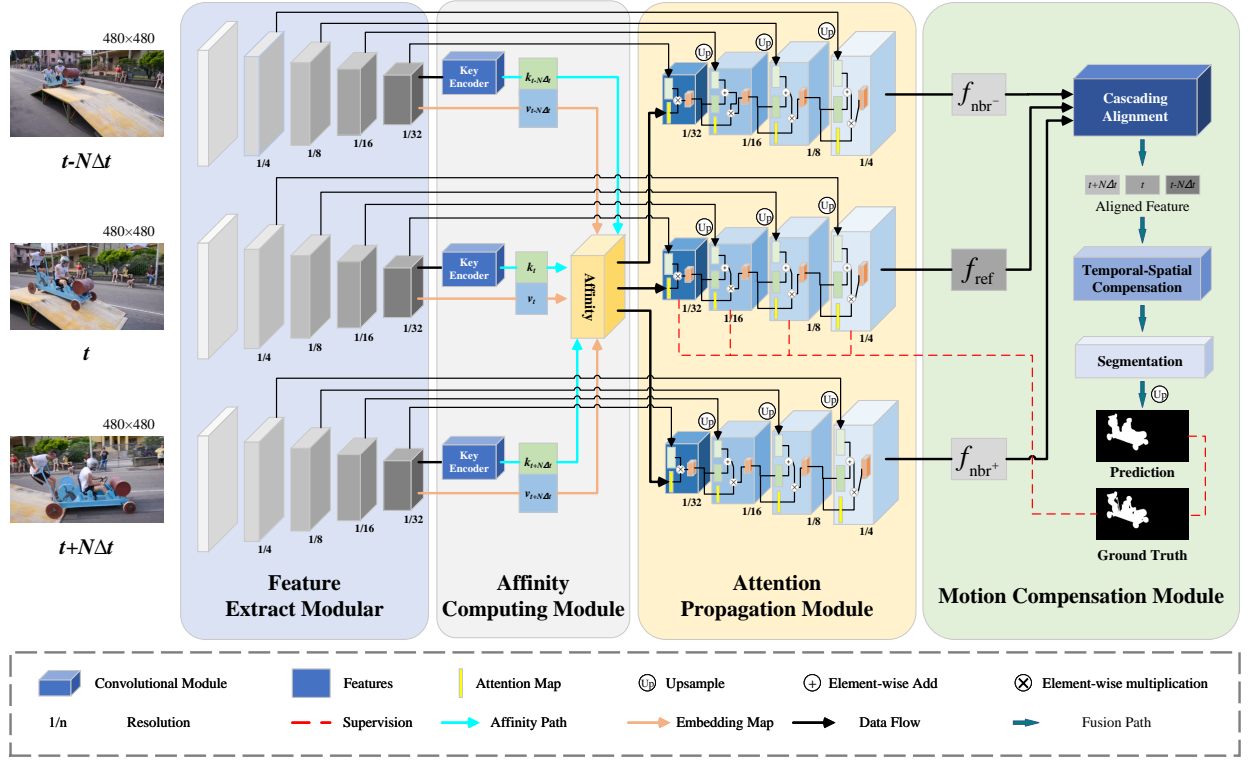 480×480
t-NΔt
1/4
1/8
1/16
1/32
Key
Encoder
k_{t-NΔt}
v_{t-NΔt}
Up
Up
Up
1/32
1/16
1/8
1/4
f_{nbr^-}
Cascading
Alignment
t+NΔt
t
t-NΔt
Aligned Feature
480×480
t
1/4
1/8
1/16
1/32
Key
Encoder
k_t
v_t
Affinity
Up
Up
Up
1/32
1/16
1/8
1/4
f_{ref}
Temporal-Spatial
Compensation
Segmentation
Up
480×480
t+NΔt
1/4
1/8
1/16
1/32
Key
Encoder
k_{t+NΔt}
v_{t+NΔt}
Up
Up
Up
1/32
1/16
1/8
1/4
f_{nbr^+}
Prediction
Ground Truth
Feature
Extract Modular
Affinity
Computing Module
Attention
Propagation Module
Motion Compensation Module
Convolutional Module
Features
Attention Map
Up
Upsample
Element-wise Add
Element-wise multiplication
1/n
Resolution
Supervision
Affinity Path
Embedding Map
Data Flow
Fusion Path